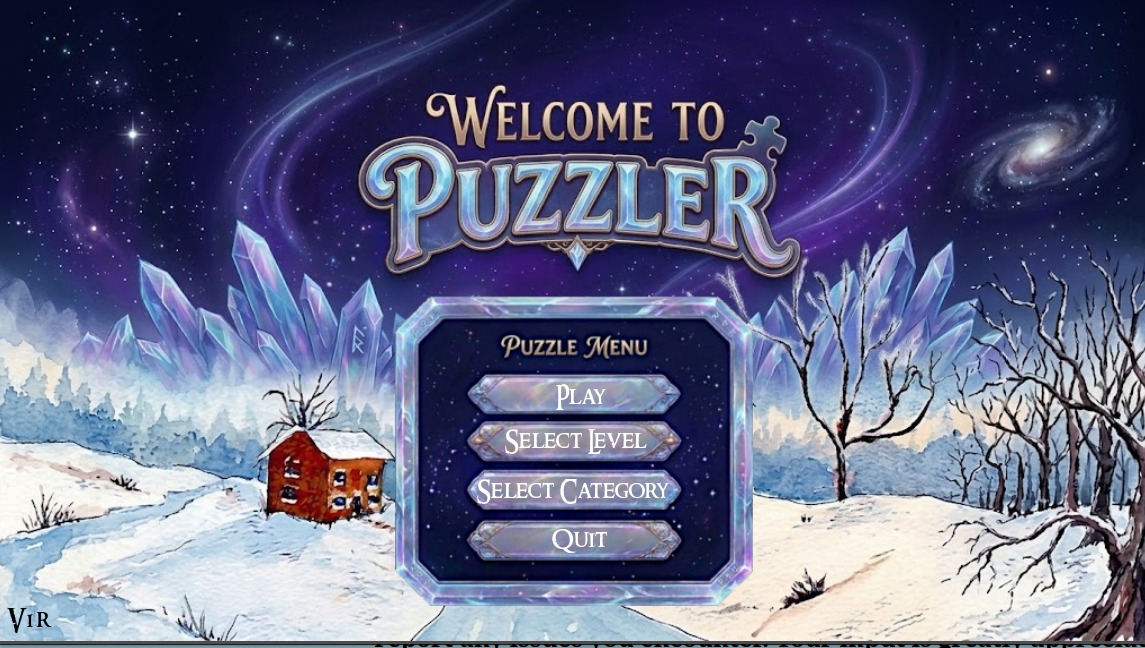 Welcome to
Puzzler
Puzzle Menu
Play
Select Level
Select Category
Quit
Vir